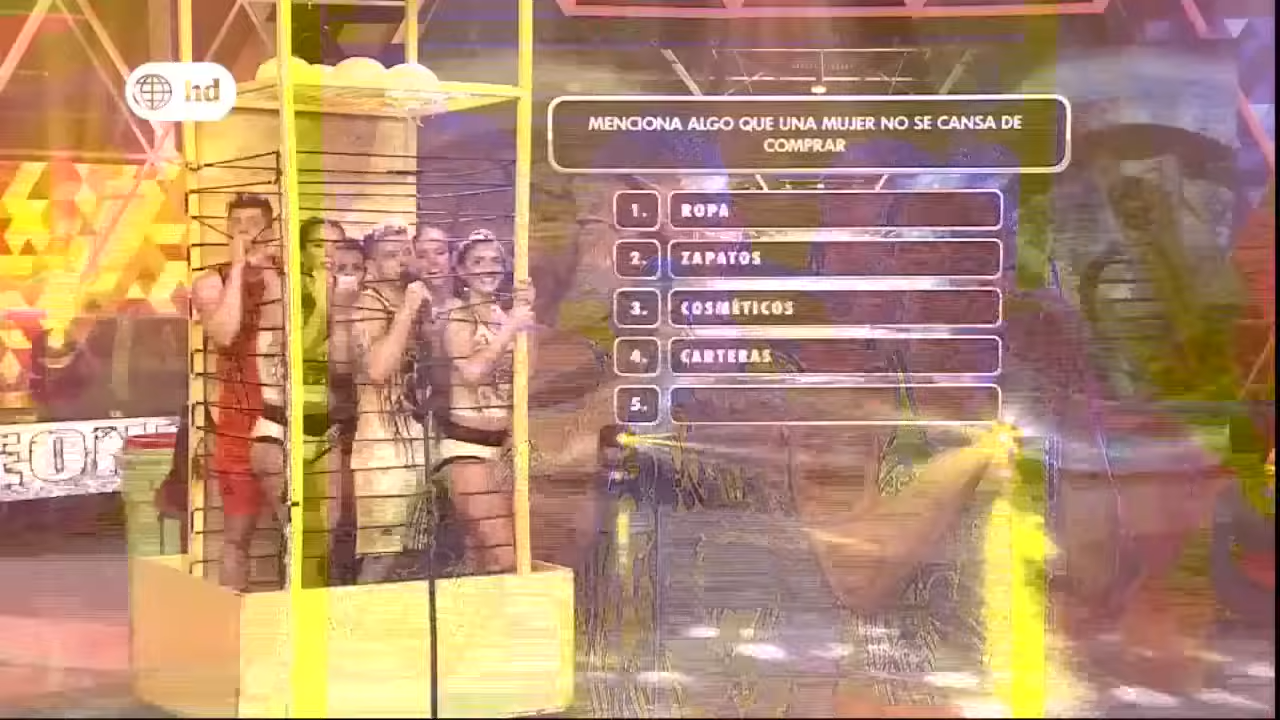 hd
MENCIONA ALGO QUE UNA MUJER NO SE CANSA DE
COMPRAR
1. ROPA
2. ZAPATOS
3. COSMÉTICOS
4. CARTERAS
5.